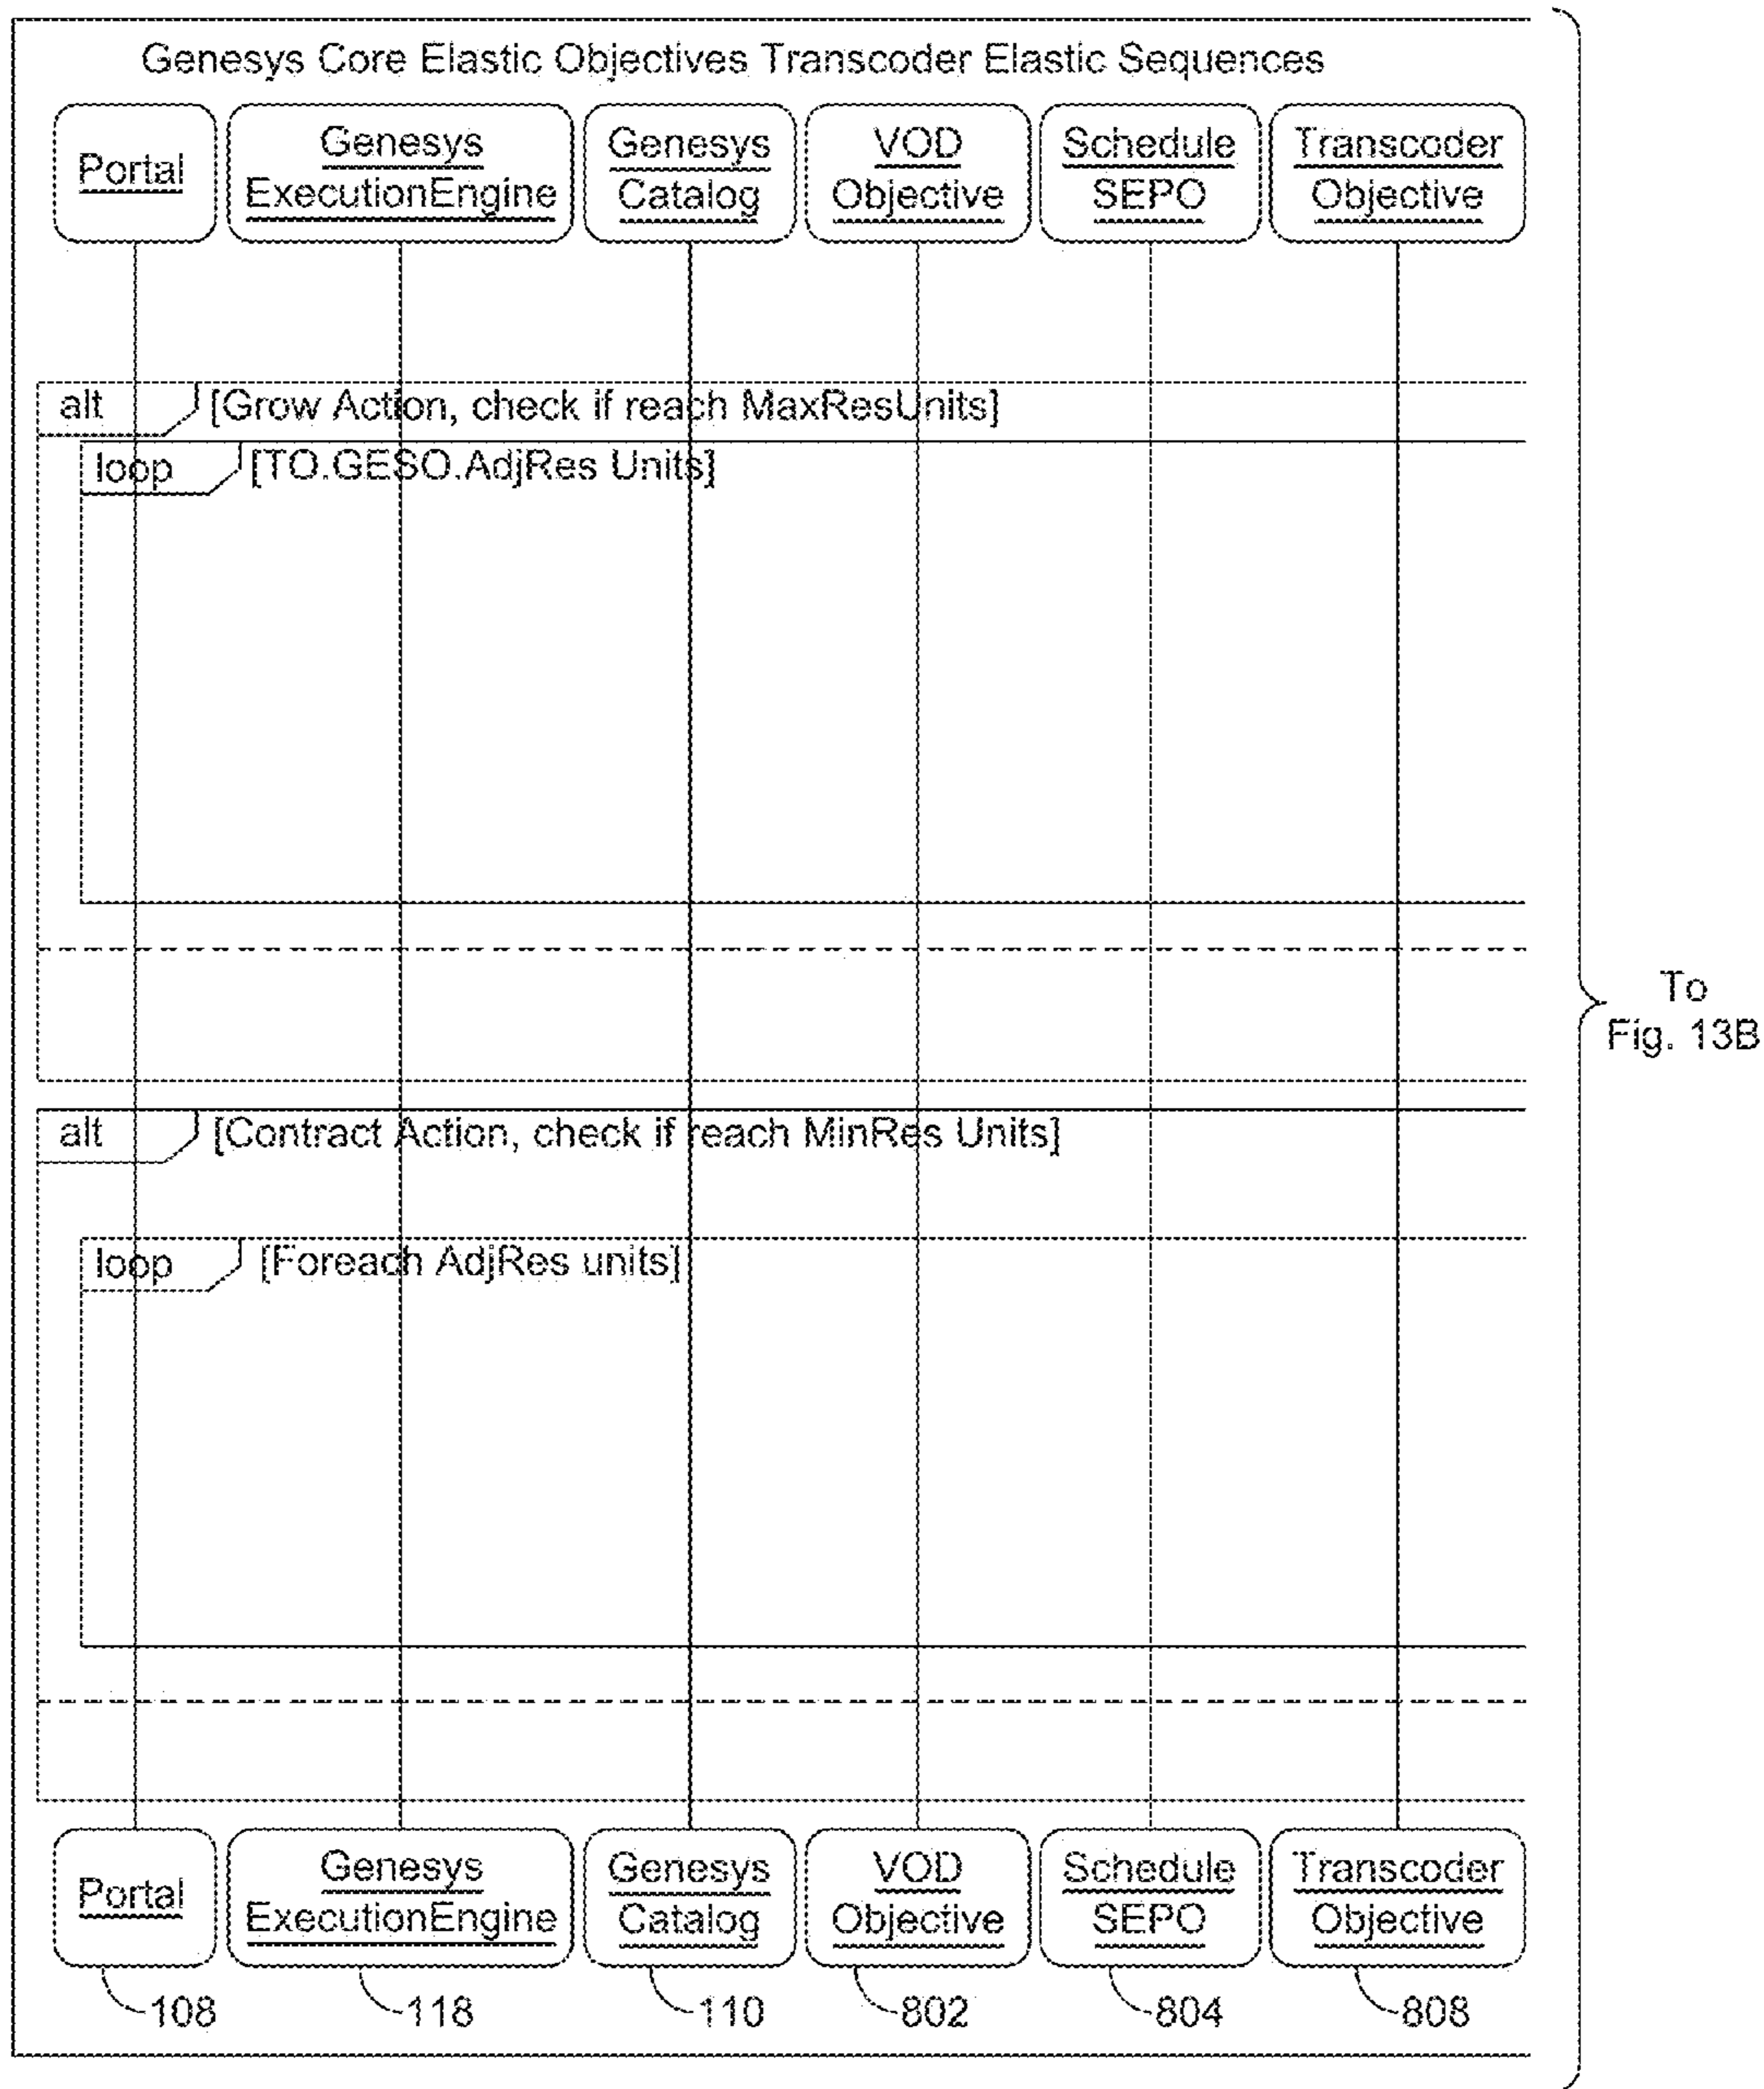 Genesys Core Elastic Objectives Transcoder Elastic Sequences
Portal
Genesys
ExecutionEngine
Genesys
Catalog
VOD
Objective
Schedule
SEPO
Transcoder
Objective
alt [Grow Action, check if reach MaxResUnits]
loop [TO.GESO.AdjRes Units]
To
Fig. 13B
alt [Contract Action, check if reach MinRes Units]
loop [Foreach AdjRes units]
Portal
Genesys
ExecutionEngine
Genesys
Catalog
VOD
Objective
Schedule
SEPO
Transcoder
Objective
108 118 110 802 804 808